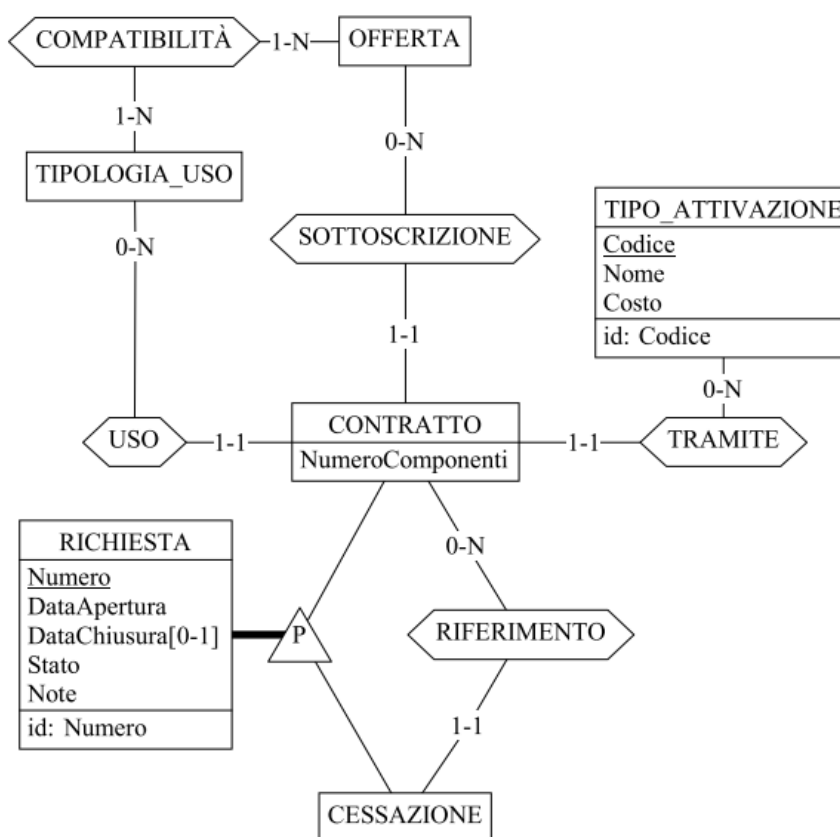 COMPATIBILITÀ
1-N
OFFERTA
1-N
0-N
TIPOLOGIA_USO
0-N
SOTTOSCRIZIONE
TIPO_ATTIVAZIONE
Codice
Nome
Costo
id: Codice
1-1
0-N
USO
1-1
CONTRATTO
NumeroComponenti
1-1
TRAMITE
RICHIESTA
Numero
DataApertura
DataChiusura[0-1]
Stato
Note
id: Numero
P
0-N
RIFERIMENTO
1-1
CESSAZIONE